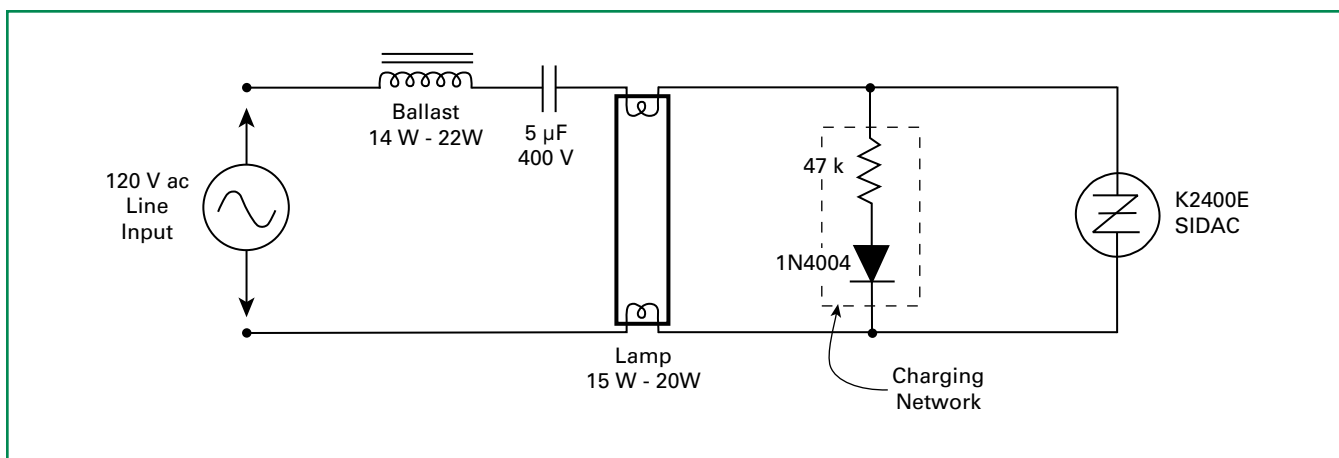 120 V ac
Line
Input
Ballast
14 W - 22W
5 µF
400 V
Lamp
15 W - 20W
47 k
1N4004
Charging
Network
K2400E
SIDAC